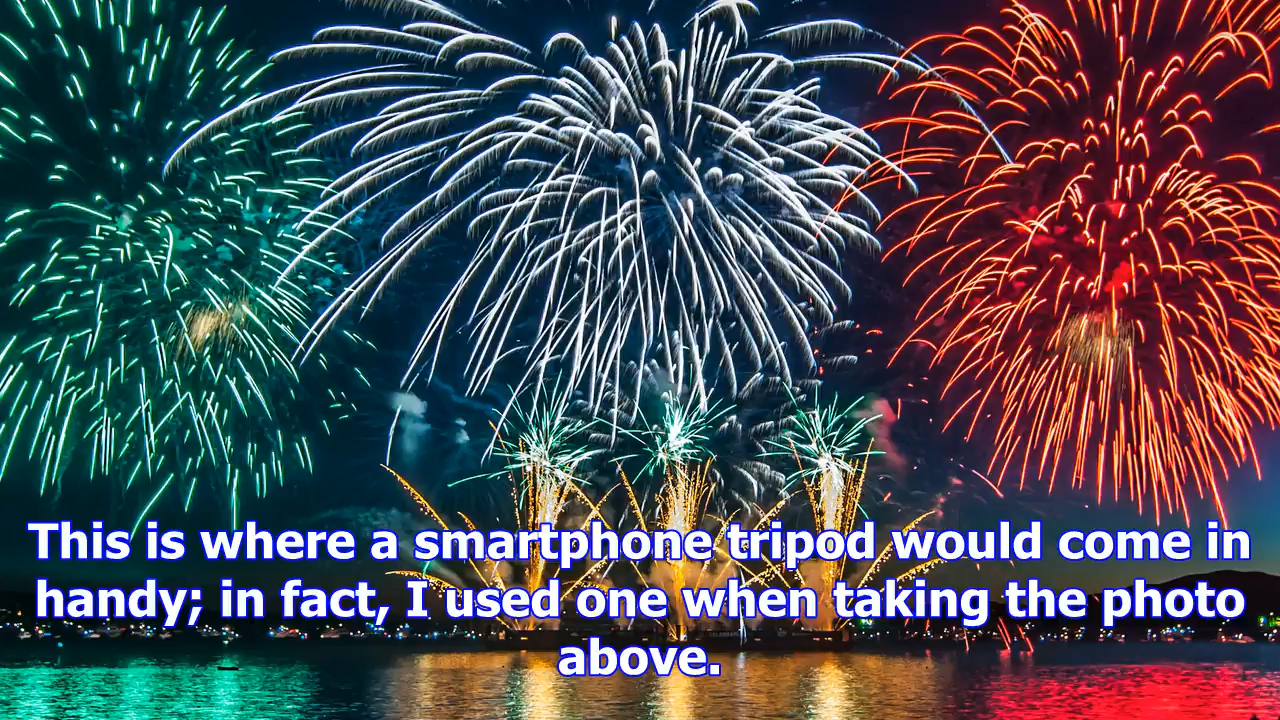 This is where a smartphone tripod would come in
handy; in fact, I used one when taking the photo
above.